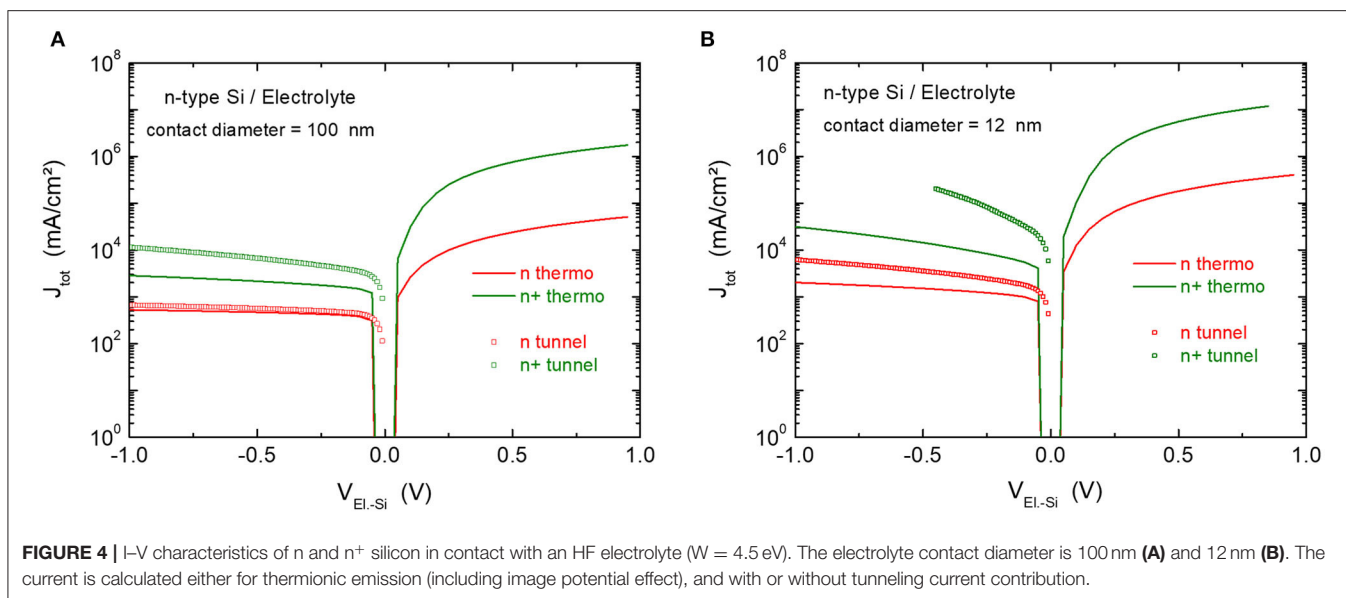 A
10^8
10^6
10^4
10^2
10^0
J_tot (mA/cm²)
n-type Si / Electrolyte
contact diameter = 100 nm
n thermo
n+ thermo
n tunnel
n+ tunnel
-1.0 -0.5 0.0 0.5 1.0
V_El.-Si (V)
B
10^8
10^6
10^4
10^2
10^0
J_tot (mA/cm²)
n-type Si / Electrolyte
contact diameter = 12 nm
n thermo
n+ thermo
n tunnel
n+ tunnel
-1.0 -0.5 0.0 0.5 1.0
V_El.-Si (V)
FIGURE 4 | I–V characteristics of n and n⁺ silicon in contact with an HF electrolyte (W = 4.5 eV). The electrolyte contact diameter is 100 nm (A) and 12 nm (B). The
current is calculated either for thermionic emission (including image potential effect), and with or without tunneling current contribution.